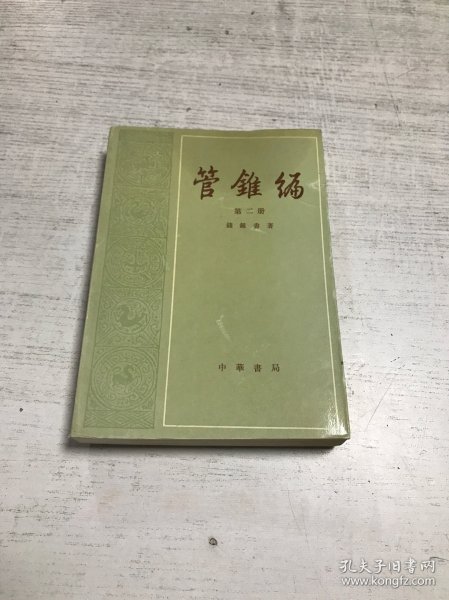 管錐編
第二册
錢鍾書著
中華書局
孔夫子旧书网
www.kongfz.com